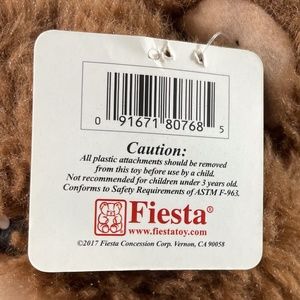 0 91671 80768 5
Caution:
All plastic attachments should be removed
from this toy before use by a child.
Not recommended for children under 3 years old.
Conforms to Safety Requirements of ASTM F-963.
Fiesta®
www.fiestatoy.com
©2017 Fiesta Concession Corp. Vernon, CA 90058